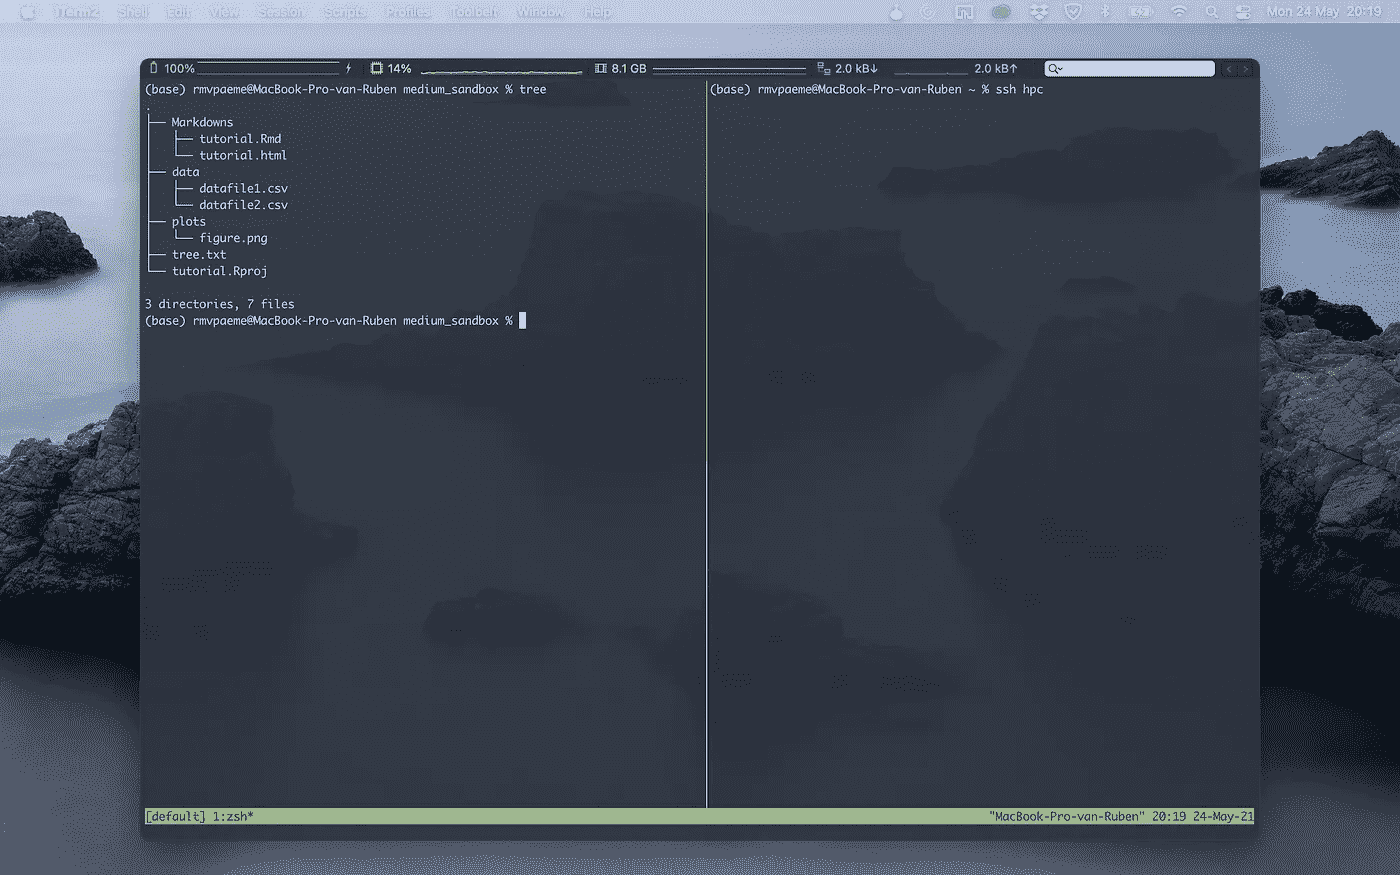 iTerm2 Shell Edit View Session Scripts Profiles Toolbelt Window Help Mon 24 May 20:19
100% 14% 8.1 GB 2.0 kB↓ 2.0 kB↑
(base) rmvpaeme@MacBook-Pro-van-Ruben medium_sandbox % tree
.
├── Markdowns
│   ├── tutorial.Rmd
│   └── tutorial.html
├── data
│   ├── datafile1.csv
│   └── datafile2.csv
├── plots
│   └── figure.png
├── tree.txt
└── tutorial.Rproj
3 directories, 7 files
(base) rmvpaeme@MacBook-Pro-van-Ruben medium_sandbox %
(base) rmvpaeme@MacBook-Pro-van-Ruben ~ % ssh hpc
[default] 1:zsh* "MacBook-Pro-van-Ruben" 20:19 24-May-21